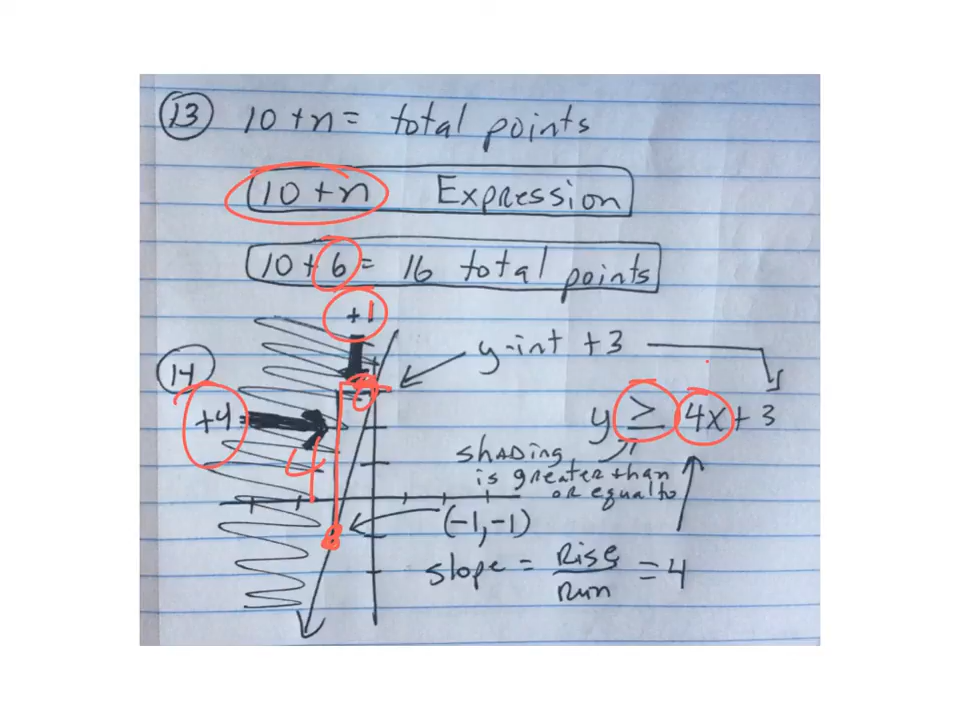 13 10+n= total points
10+n Expression
10+6= 16 total points
+1
14 y-int +3
+4 y ≥ 4x+3
shading
is greater than
or equal to
(-1,-1)
slope = Rise/Run = 4